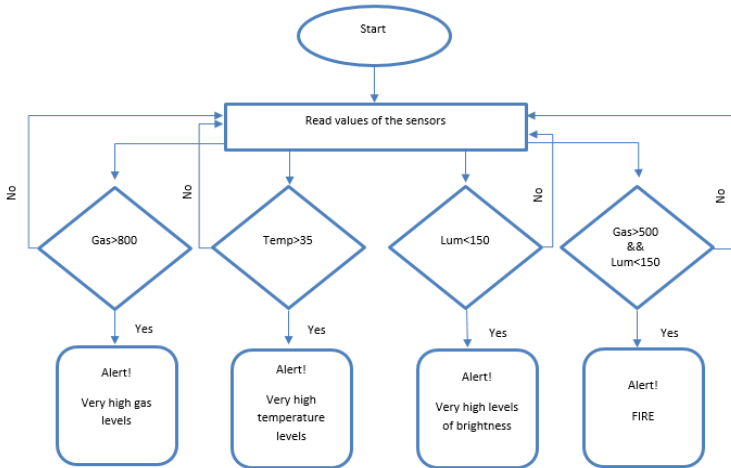 Start
Read values of the sensors
No
No
No
No
Gas>800
Temp>35
Lum<150
Gas>500
&&
Lum<150
Yes
Yes
Yes
Yes
Alert!
Very high gas
levels
Alert!
Very high
temperature
levels
Alert!
Very high levels
of brightness
Alert!
FIRE